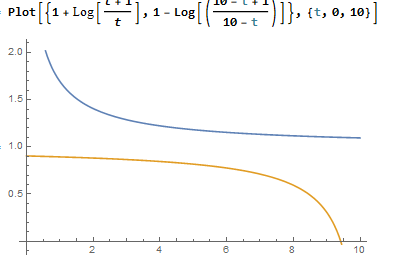 Plot[{1 + Log[(t + 1)/t], 1 - Log[((10 - t + 1)/(10 - t))]}, {t, 0, 10}]
2.0
1.5
1.0
0.5
2 4 6 8 10